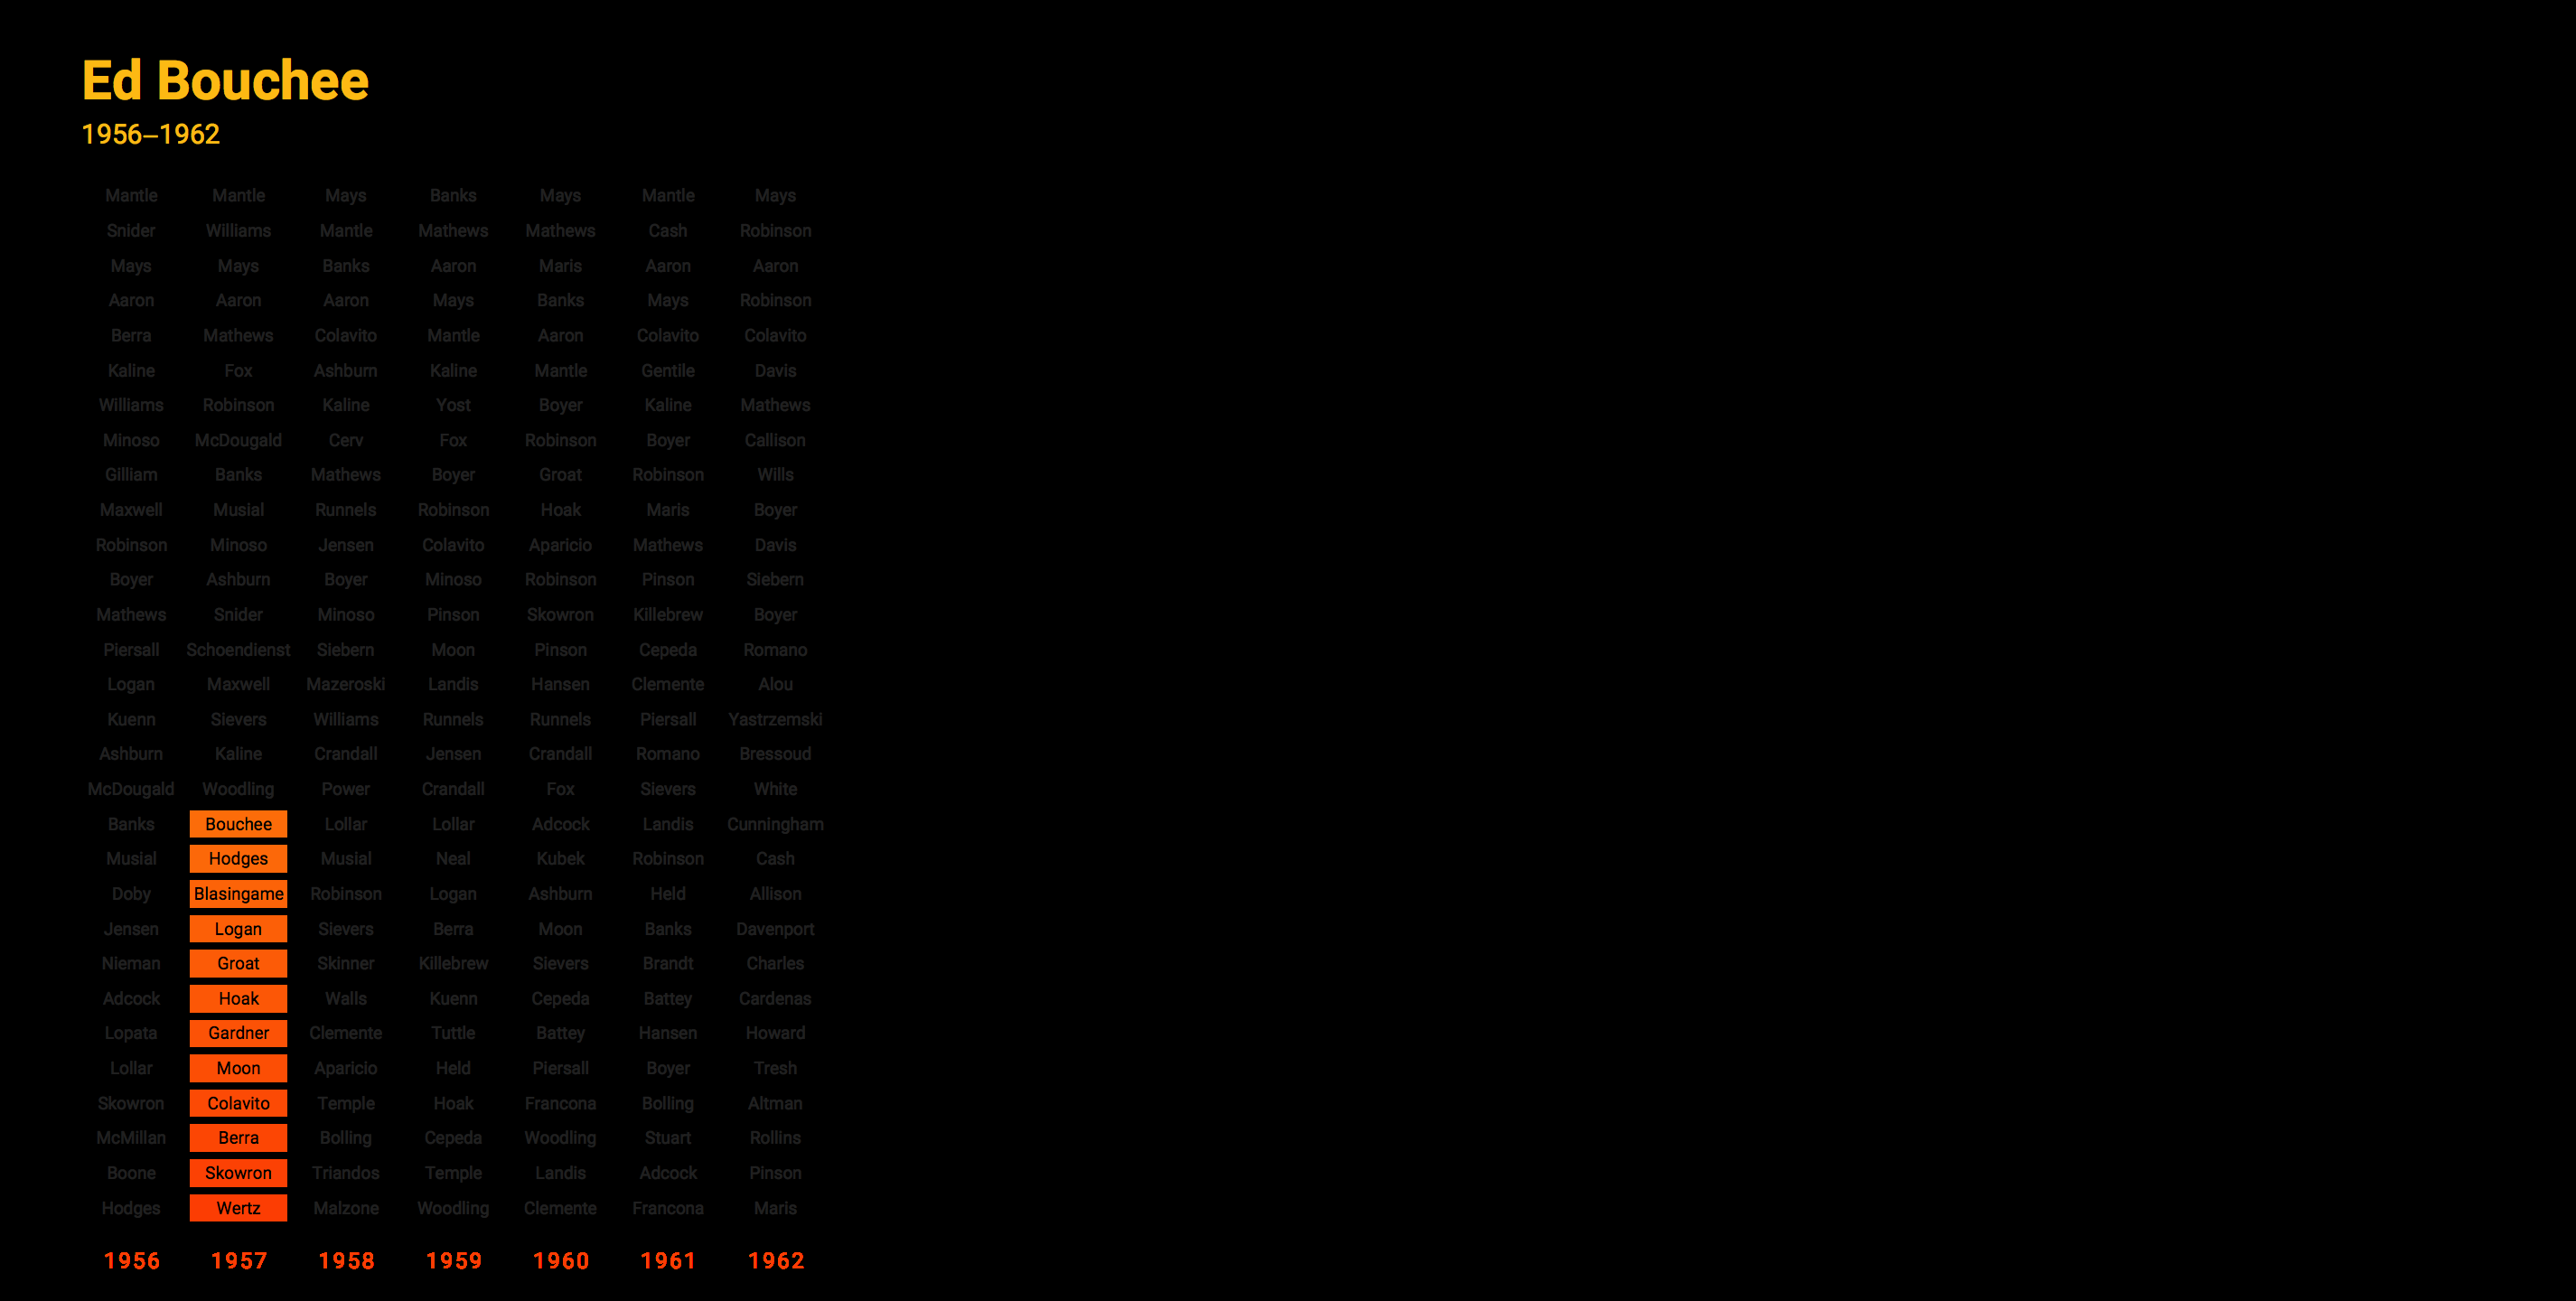 Ed Bouchee
1956–1962
Mantle Mantle Mays Banks Mays Mantle Mays
Snider Williams Mantle Mathews Mathews Cash Robinson
Mays Mays Banks Aaron Maris Aaron Aaron
Aaron Aaron Aaron Mays Banks Mays Robinson
Berra Mathews Colavito Mantle Aaron Colavito Colavito
Kaline Fox Ashburn Kaline Mantle Gentile Davis
Williams Robinson Kaline Yost Boyer Kaline Mathews
Minoso McDougald Cerv Fox Robinson Boyer Callison
Gilliam Banks Mathews Boyer Groat Robinson Wills
Maxwell Musial Runnels Robinson Hoak Maris Boyer
Robinson Minoso Jensen Colavito Aparicio Mathews Davis
Boyer Ashburn Boyer Minoso Robinson Pinson Siebern
Mathews Snider Minoso Pinson Skowron Killebrew Boyer
Piersall Schoendienst Siebern Moon Pinson Cepeda Romano
Logan Maxwell Mazeroski Landis Hansen Clemente Alou
Kuenn Sievers Williams Runnels Runnels Piersall Yastrzemski
Ashburn Kaline Crandall Jensen Crandall Romano Bressoud
McDougald Woodling Power Crandall Fox Sievers White
Banks Bouchee Lollar Lollar Adcock Landis Cunningham
Musial Hodges Musial Neal Kubek Robinson Cash
Doby Blasingame Robinson Logan Ashburn Held Allison
Jensen Logan Sievers Berra Moon Banks Davenport
Nieman Groat Skinner Killebrew Sievers Brandt Charles
Adcock Hoak Walls Kuenn Cepeda Battey Cardenas
Lopata Gardner Clemente Tuttle Battey Hansen Howard
Lollar Moon Aparicio Held Piersall Boyer Tresh
Skowron Colavito Temple Hoak Francona Bolling Altman
McMillan Berra Bolling Cepeda Woodling Stuart Rollins
Boone Skowron Triandos Temple Landis Adcock Pinson
Hodges Wertz Malzone Woodling Clemente Francona Maris
1956 1957 1958 1959 1960 1961 1962